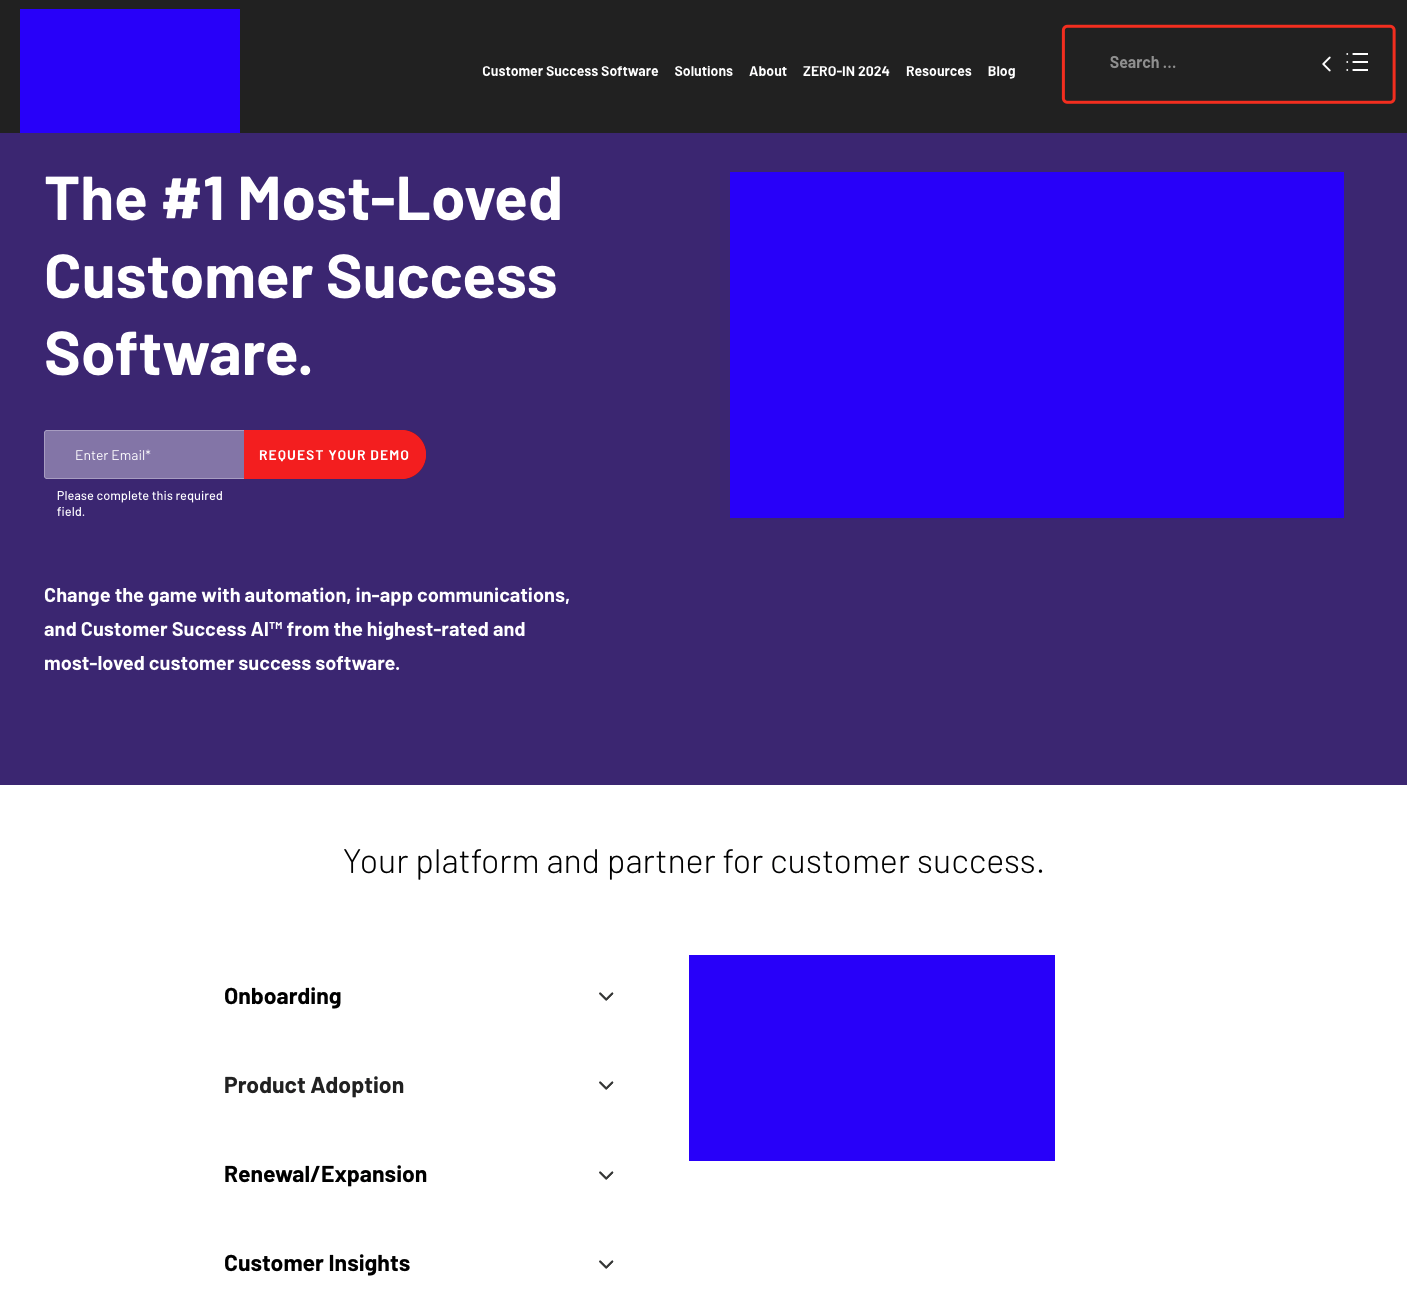 Customer Success Software Solutions About ZERO-IN 2024 Resources Blog
Search ...
The #1 Most-Loved
Customer Success
Software.
Enter Email*
REQUEST YOUR DEMO
Please complete this required
field.
Change the game with automation, in-app communications,
and Customer Success AI™ from the highest-rated and
most-loved customer success software.
Your platform and partner for customer success.
Onboarding
Product Adoption
Renewal/Expansion
Customer Insights